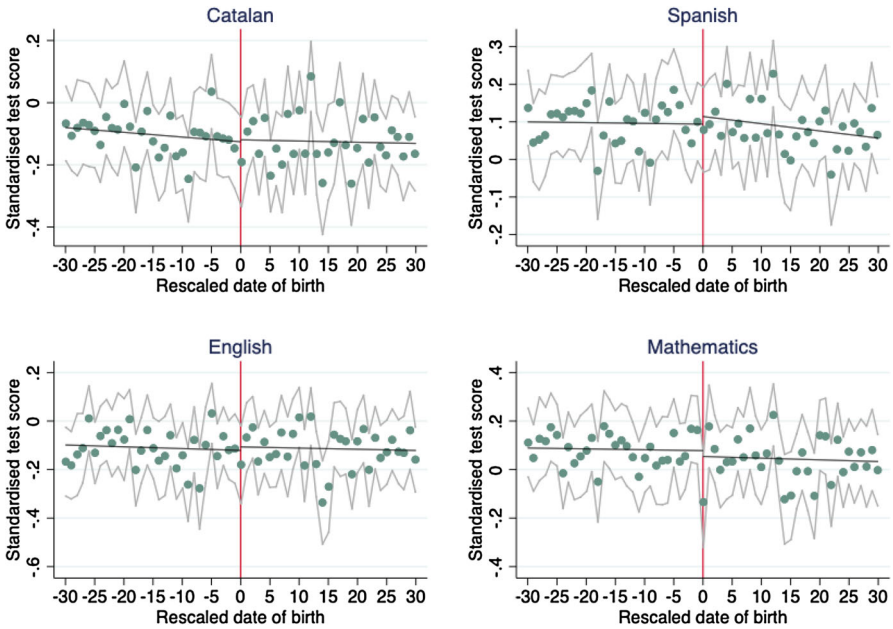 Catalan
Standardised test score
.2
0
-.2
-.4
-30 -25 -20 -15 -10 -5 0 5 10 15 20 25 30
Rescaled date of birth
Spanish
Standardised test score
.3
.2
.1
0
-.1
-.2
-30 -25 -20 -15 -10 -5 0 5 10 15 20 25 30
Rescaled date of birth
English
Standardised test score
.2
0
-.2
-.4
-.6
-30 -25 -20 -15 -10 -5 0 5 10 15 20 25 30
Rescaled date of birth
Mathematics
Standardised test score
.4
.2
0
-.2
-.4
-30 -25 -20 -15 -10 -5 0 5 10 15 20 25 30
Rescaled date of birth